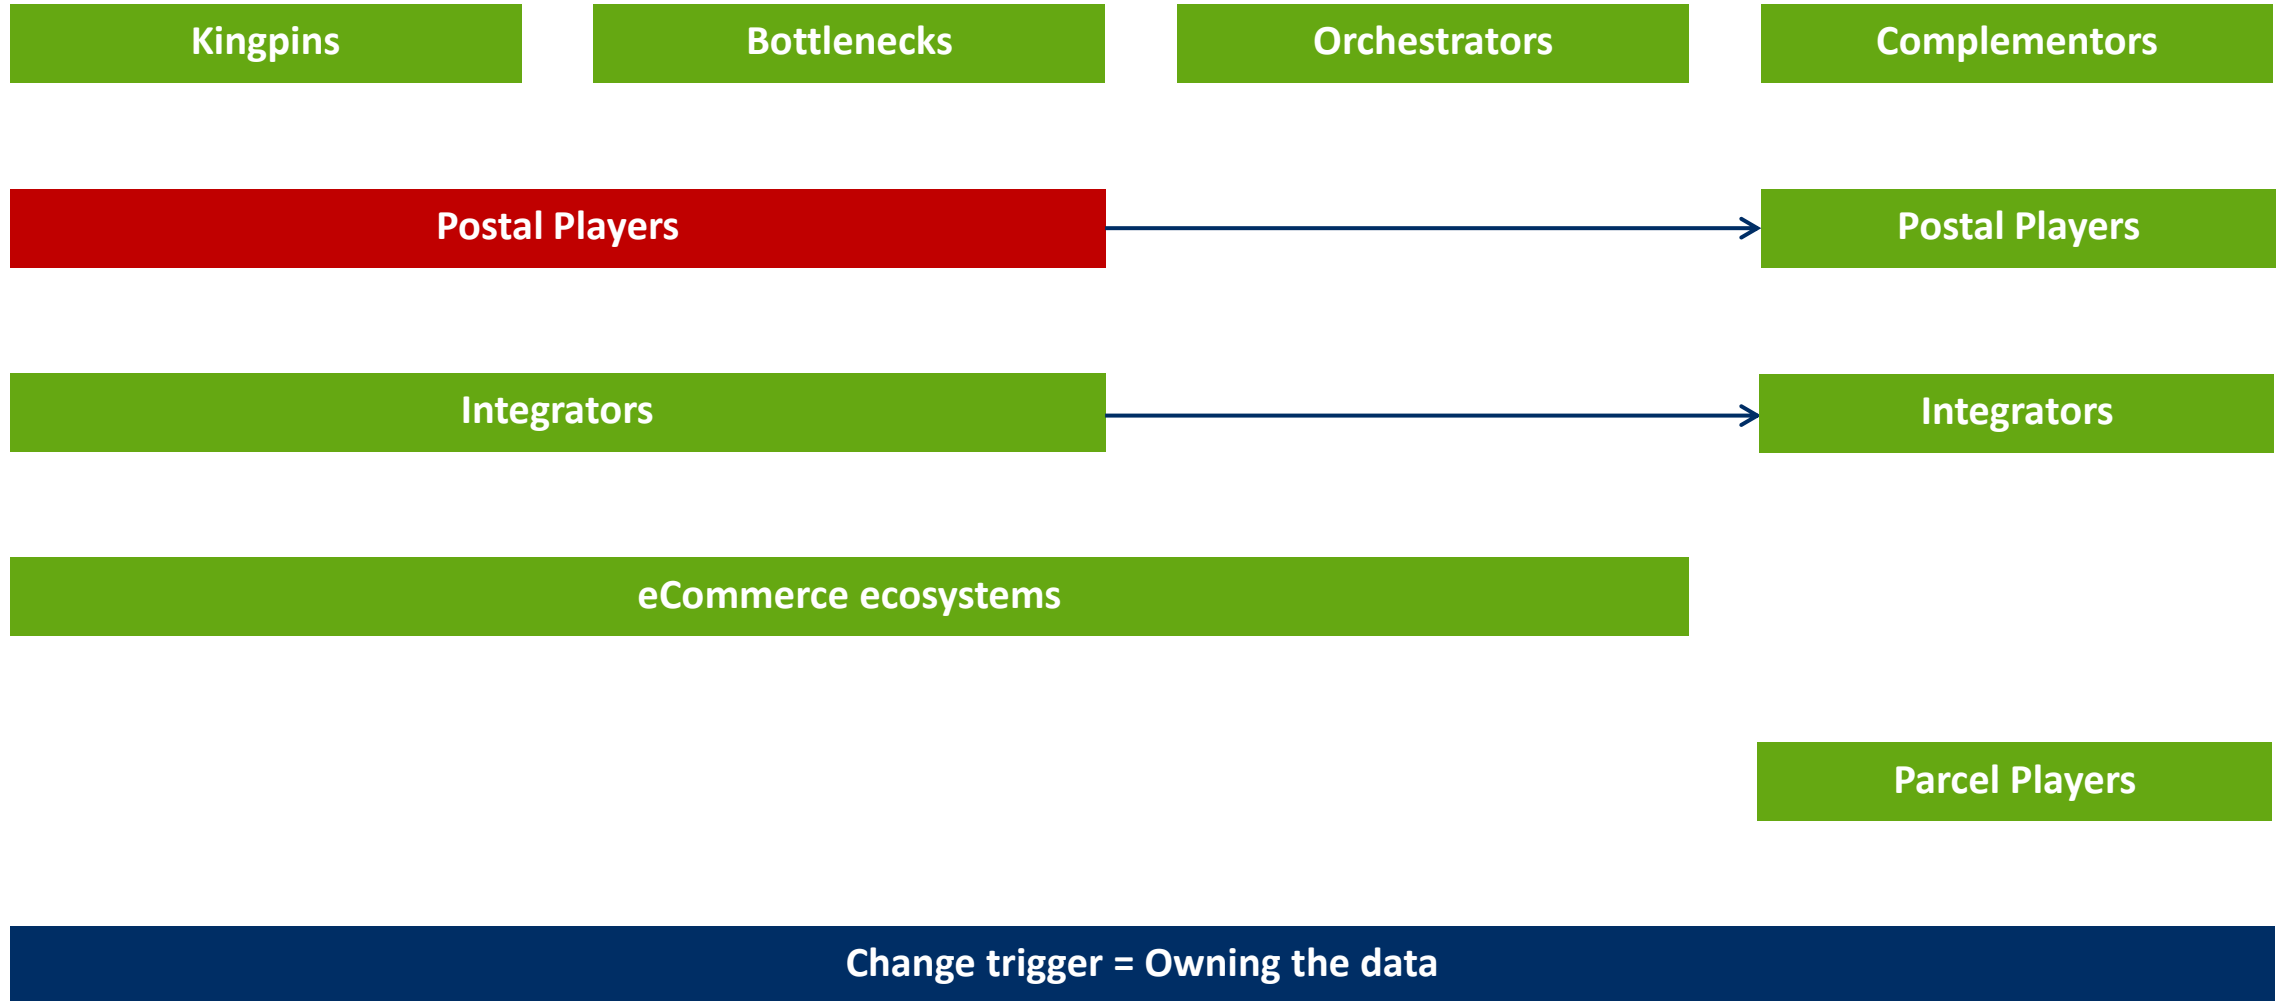 Kingpins
Bottlenecks
Orchestrators
Complementors
Postal Players
Postal Players
Integrators
Integrators
eCommerce ecosystems
Parcel Players
Change trigger = Owning the data